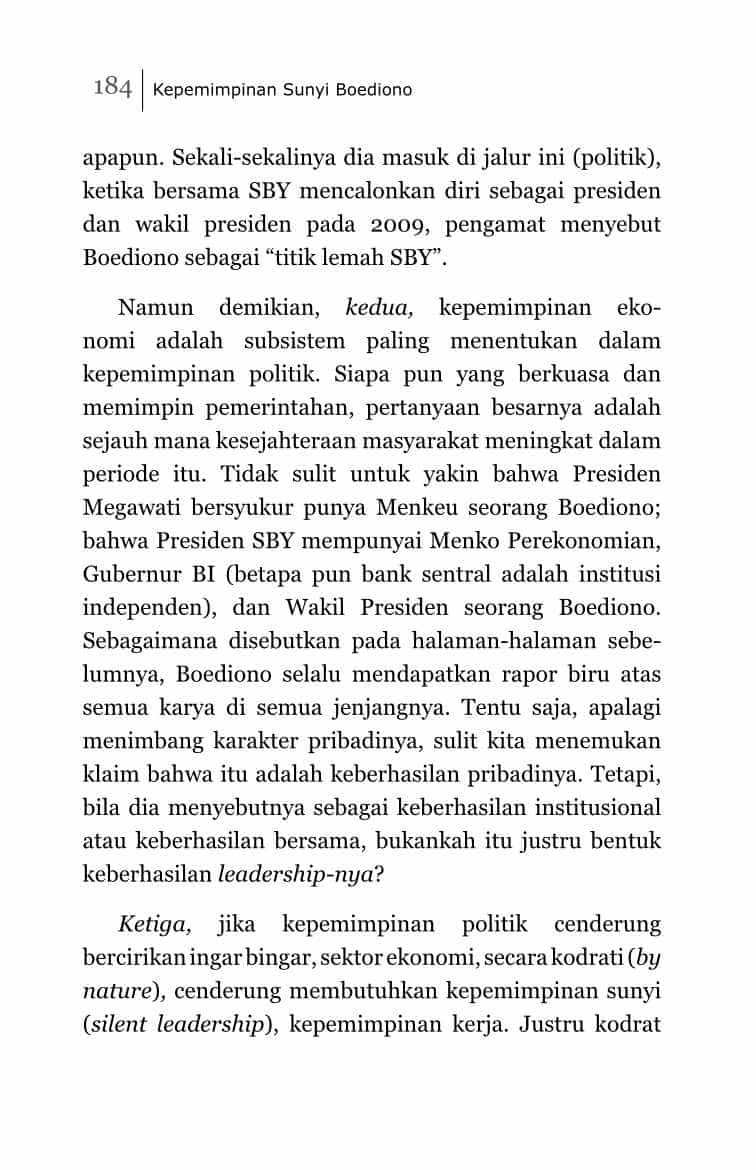 184 Kepemimpinan Sunyi Boediono
apapun. Sekali-sekalinya dia masuk di jalur ini (politik),
ketika bersama SBY mencalonkan diri sebagai presiden
dan wakil presiden pada 2009, pengamat menyebut
Boediono sebagai “titik lemah SBY”.
Namun demikian, kedua, kepemimpinan eko-
nomi adalah subsistem paling menentukan dalam
kepemimpinan politik. Siapa pun yang berkuasa dan
memimpin pemerintahan, pertanyaan besarnya adalah
sejauh mana kesejahteraan masyarakat meningkat dalam
periode itu. Tidak sulit untuk yakin bahwa Presiden
Megawati bersyukur punya Menkeu seorang Boediono;
bahwa Presiden SBY mempunyai Menko Perekonomian,
Gubernur BI (betapa pun bank sentral adalah institusi
independen), dan Wakil Presiden seorang Boediono.
Sebagaimana disebutkan pada halaman-halaman sebe-
lumnya, Boediono selalu mendapatkan rapor biru atas
semua karya di semua jenjangnya. Tentu saja, apalagi
menimbang karakter pribadinya, sulit kita menemukan
klaim bahwa itu adalah keberhasilan pribadinya. Tetapi,
bila dia menyebutnya sebagai keberhasilan institusional
atau keberhasilan bersama, bukankah itu justru bentuk
keberhasilan leadership-nya?
Ketiga, jika kepemimpinan politik cenderung
bercirikan ingar bingar, sektor ekonomi, secara kodrati (by
nature), cenderung membutuhkan kepemimpinan sunyi
(silent leadership), kepemimpinan kerja. Justru kodrat